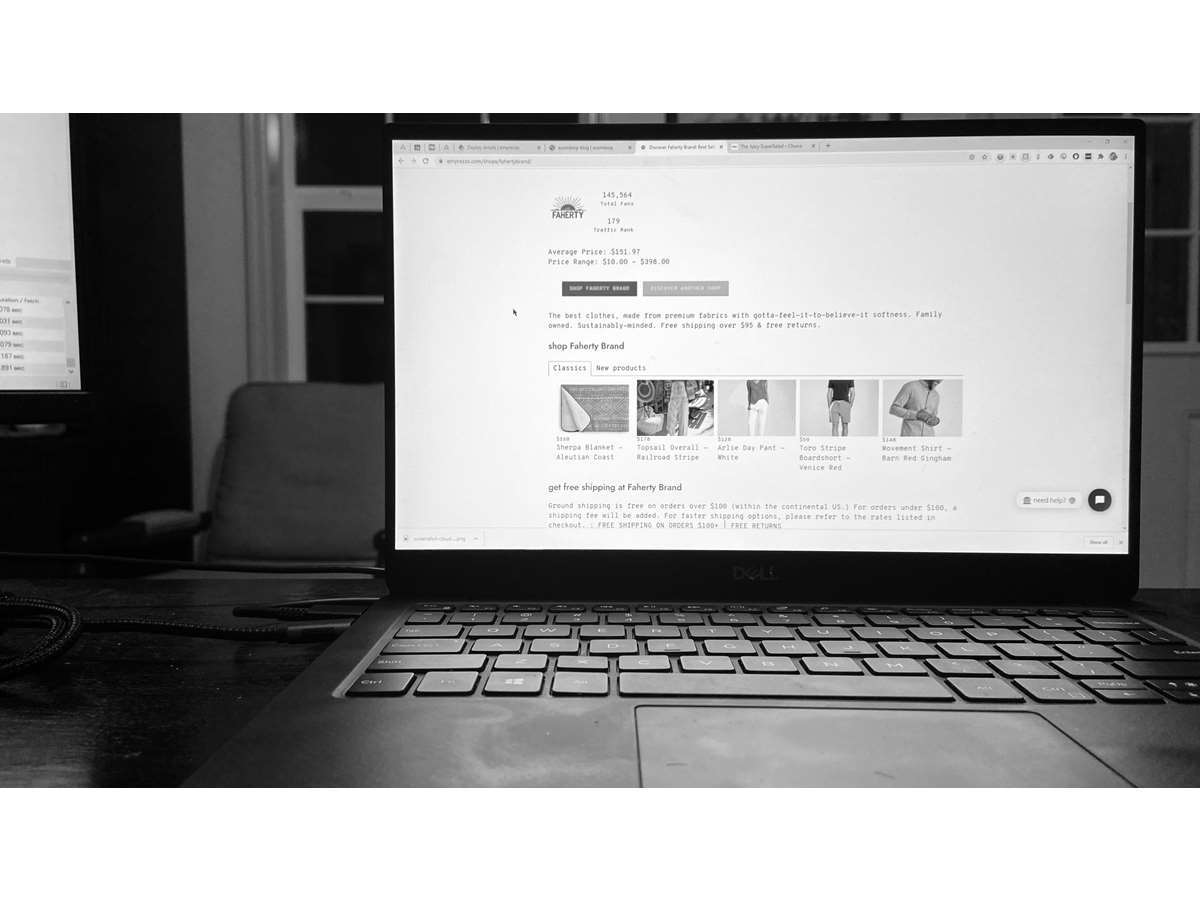 Discover Faherty Brand! Best Sel
145,564
Total Fans
FAHERTY
179
Traffic Rank
Average Price: $151.97
Price Range: $10.00 – $398.00
SHOP FAHERTY BRAND
DISCOVER ANOTHER SHOP
The best clothes, made from premium fabrics with gotta-feel-it-to-believe-it softness. Family
owned. Sustainably-minded. Free shipping over $95 & free returns.
shop Faherty Brand
Classics New products
$178
Sherpa Blanket –
Aleutian Coast
Topsail Overall –
Railroad Stripe
$128
Arlie Day Pant –
White
Toro Stripe
Boardshort –
Venice Red
$148
Movement Shirt –
Barn Red Gingham
get free shipping at Faherty Brand
Ground shipping is free on orders over $100 (within the continental US.) For orders under $100, a
shipping fee will be added. For faster shipping options, please refer to the rates listed in
checkout. : FREE SHIPPING ON ORDERS $100+ | FREE RETURNS
need help?
Show all
DELL
Q W E R T Y U I O P
A S D F G H J K L
Shift Z X C V B N M
Ctrl Fn Alt Alt Ctrl